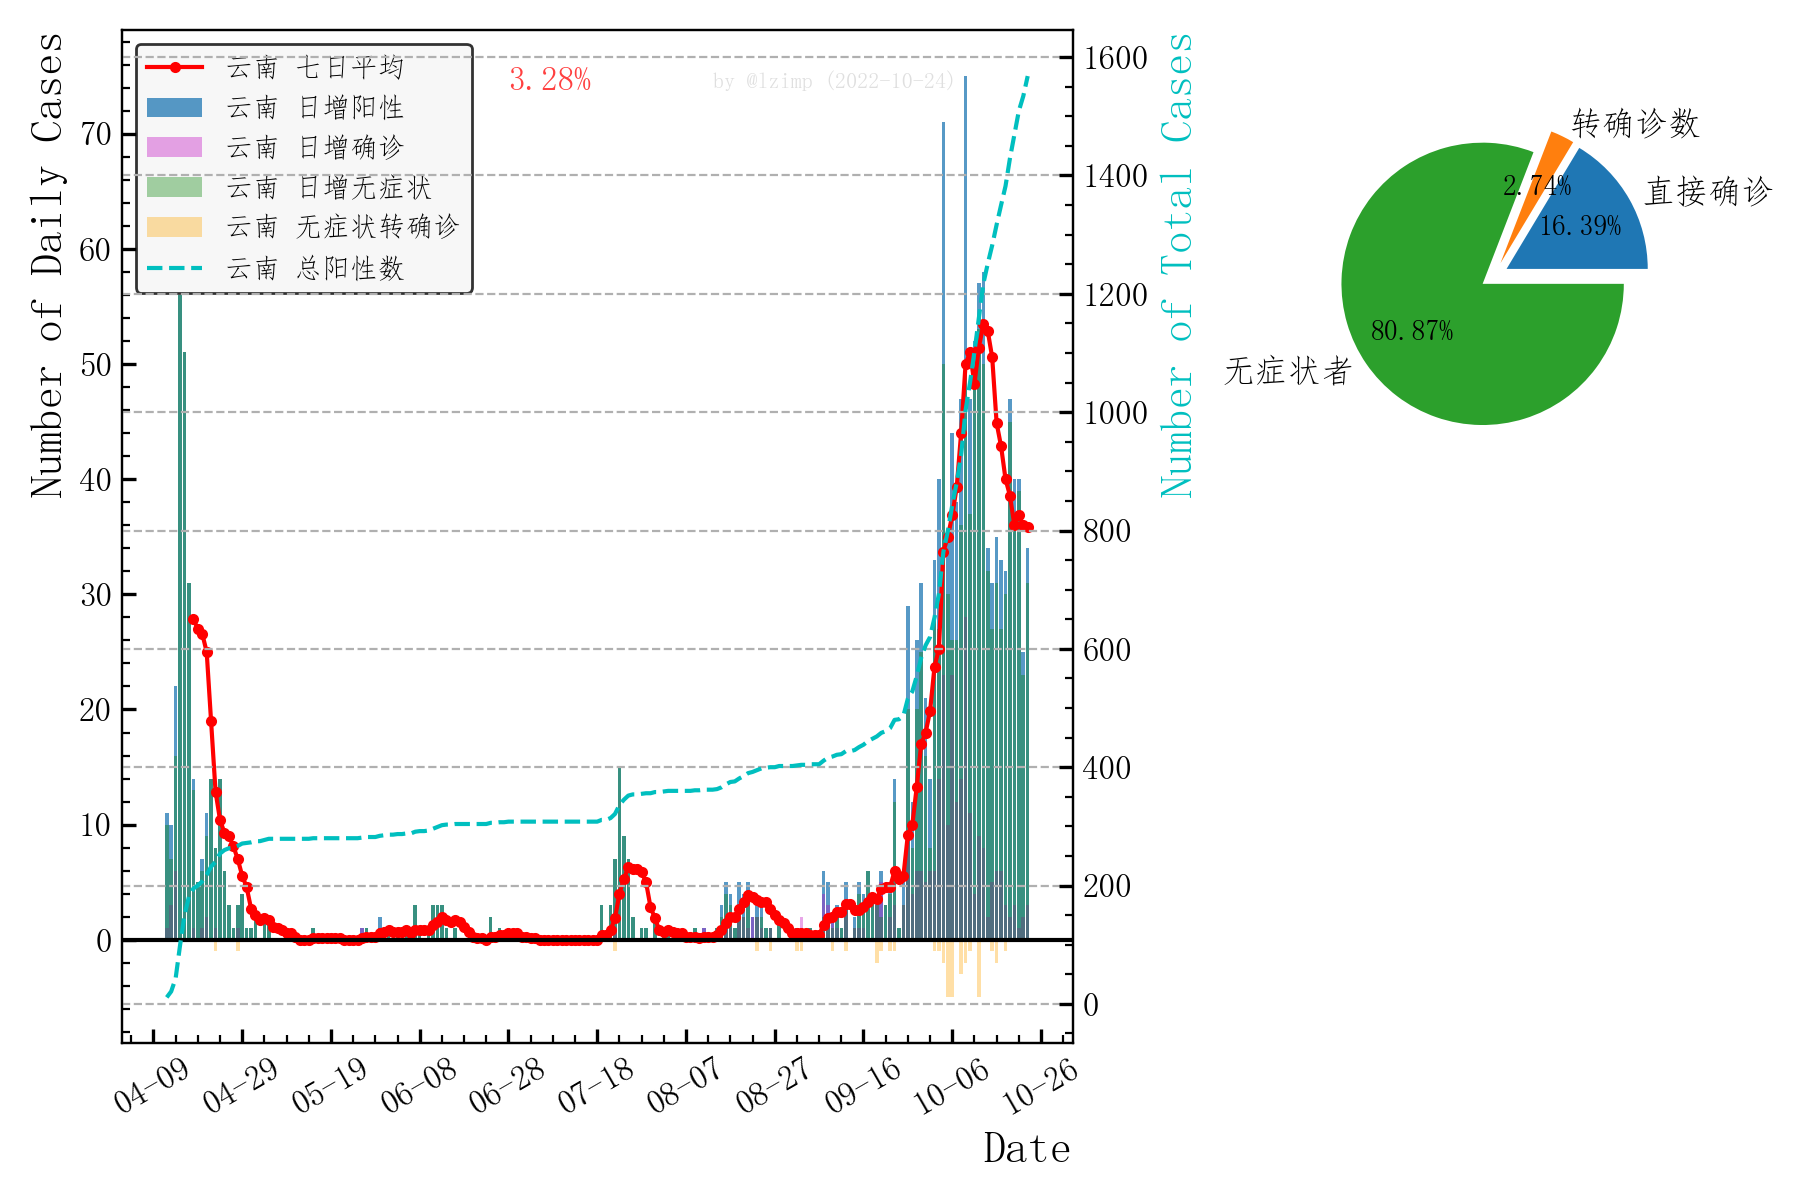 云南 七日平均
云南 日增阳性
云南 日增确诊
云南 日增无症状
云南 无症状转确诊
云南 总阳性数
3.28%
by @lzimp (2022-10-24)
Number of Daily Cases
70
60
50
40
30
20
10
0
1600
1400
1200
1000
800
600
400
200
0
Number of Total Cases
04-09
04-29
05-19
06-08
06-28
07-18
08-07
08-27
09-16
10-06
10-26
Date
转确诊数
2.74%
直接确诊
16.39%
80.87%
无症状者